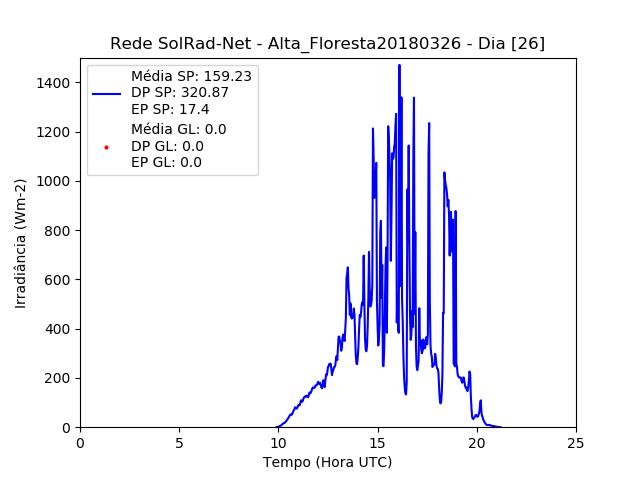 Rede SolRad-Net - Alta_Floresta20180326 - Dia [26]
Média SP: 159.23
DP SP: 320.87
EP SP: 17.4
Média GL: 0.0
DP GL: 0.0
EP GL: 0.0
Irradiância (Wm-2)
1400
1200
1000
800
600
400
200
0
0 5 10 15 20 25
Tempo (Hora UTC)